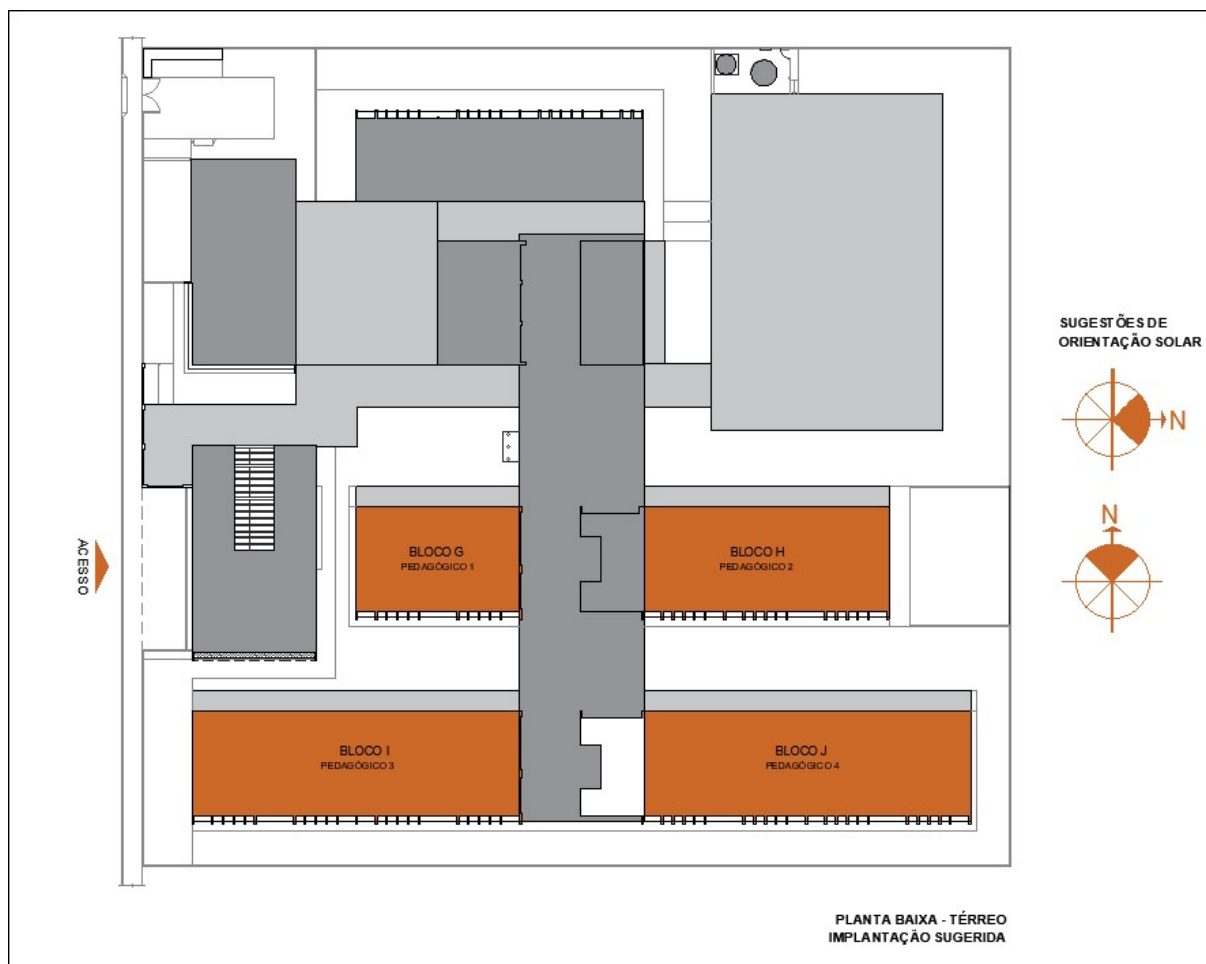 SUGESTÕES DE
ORIENTAÇÃO SOLAR
N
N
ACESSO
BLOCO G
PEDAGÓGICO 1
BLOCO H
PEDAGÓGICO 2
BLOCO I
PEDAGÓGICO 3
BLOCO J
PEDAGÓGICO 4
PLANTA BAIXA - TÉRREO
IMPLANTAÇÃO SUGERIDA